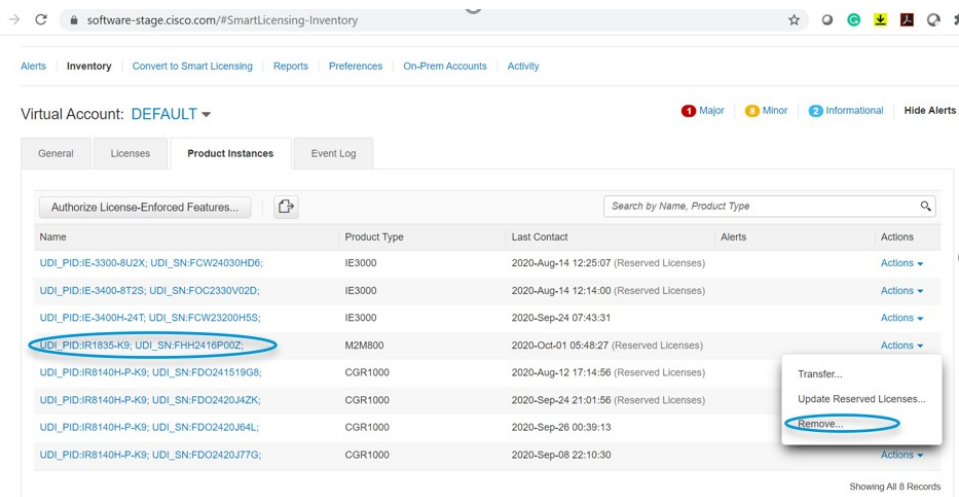 software-stage.cisco.com/#SmartLicensing-Inventory
Alerts Inventory Convert to Smart Licensing Reports Preferences On-Prem Accounts Activity
Virtual Account: DEFAULT 1 Major 8 Minor 2 Informational Hide Alerts
General Licenses Product Instances Event Log
Authorize License-Enforced Features... Search by Name, Product Type
Name Product Type Last Contact Alerts Actions
UDI_PID:IE-3300-8U2X; UDI_SN:FCW24030HD6; IE3000 2020-Aug-14 12:25:07 (Reserved Licenses) Actions
UDI_PID:IE-3400-8T2S; UDI_SN:FOC2330V02D; IE3000 2020-Aug-14 12:14:00 (Reserved Licenses) Actions
UDI_PID:IE-3400H-24T; UDI_SN:FCW23200H5S; IE3000 2020-Sep-24 07:43:31 Actions
UDI_PID:IR1835-K9; UDI_SN:FHH2416P00Z; M2M800 2020-Oct-01 05:48:27 (Reserved Licenses) Actions
UDI_PID:IR8140H-P-K9; UDI_SN:FDO241519G8; CGR1000 2020-Aug-12 17:14:56 (Reserved Licenses) Transfer...
UDI_PID:IR8140H-P-K9; UDI_SN:FDO2420J4ZK; CGR1000 2020-Sep-24 21:01:56 (Reserved Licenses) Update Reserved Licenses...
UDI_PID:IR8140H-P-K9; UDI_SN:FDO2420J64L; CGR1000 2020-Sep-26 00:39:13 Remove...
UDI_PID:IR8140H-P-K9; UDI_SN:FDO2420J77G; CGR1000 2020-Sep-08 22:10:30 Actions
Showing All 8 Records